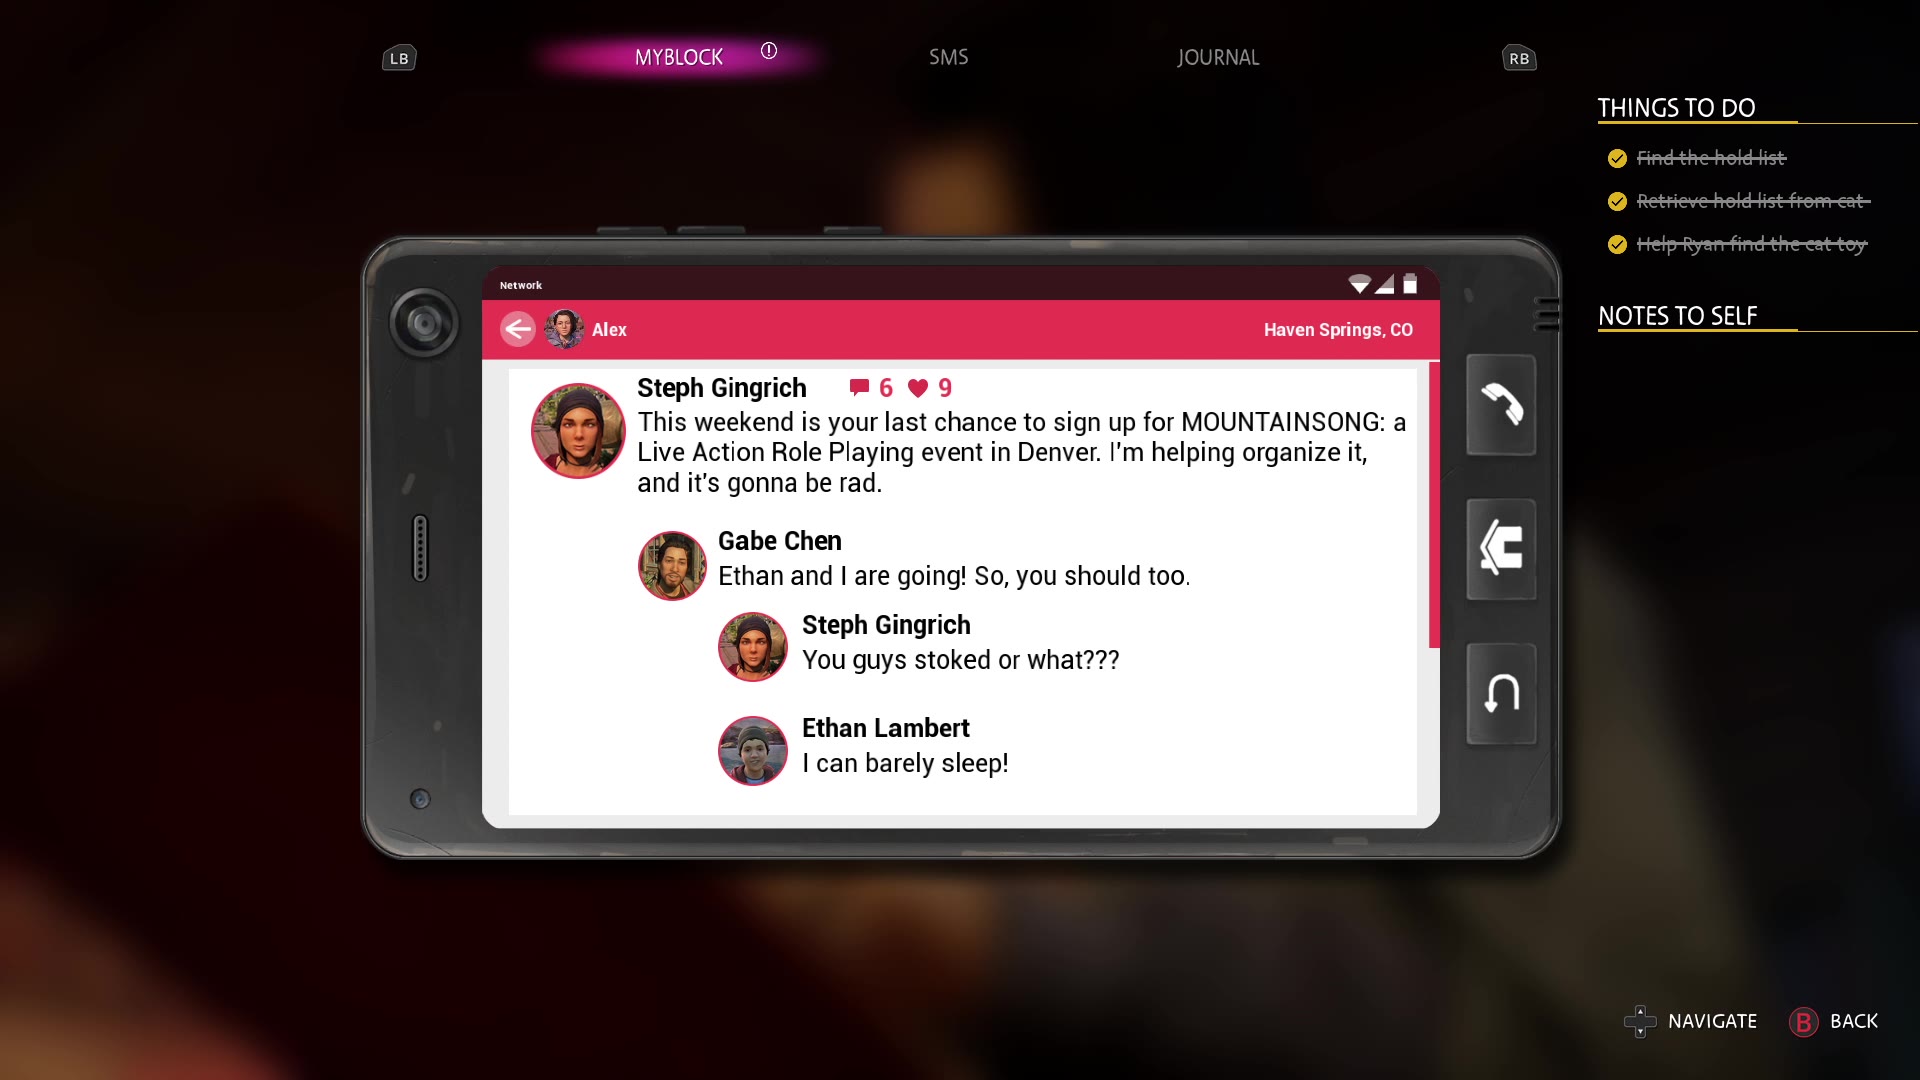 LB
MYBLOCK
SMS
JOURNAL
RB
THINGS TO DO
Find the hold list
Retrieve hold list from cat
Help Ryan find the cat toy
NOTES TO SELF
Network
Alex
Haven Springs, CO
Steph Gingrich 6 9
This weekend is your last chance to sign up for MOUNTAINSONG: a
Live Action Role Playing event in Denver. I'm helping organize it,
and it's gonna be rad.
Gabe Chen
Ethan and I are going! So, you should too.
Steph Gingrich
You guys stoked or what???
Ethan Lambert
I can barely sleep!
NAVIGATE
B BACK